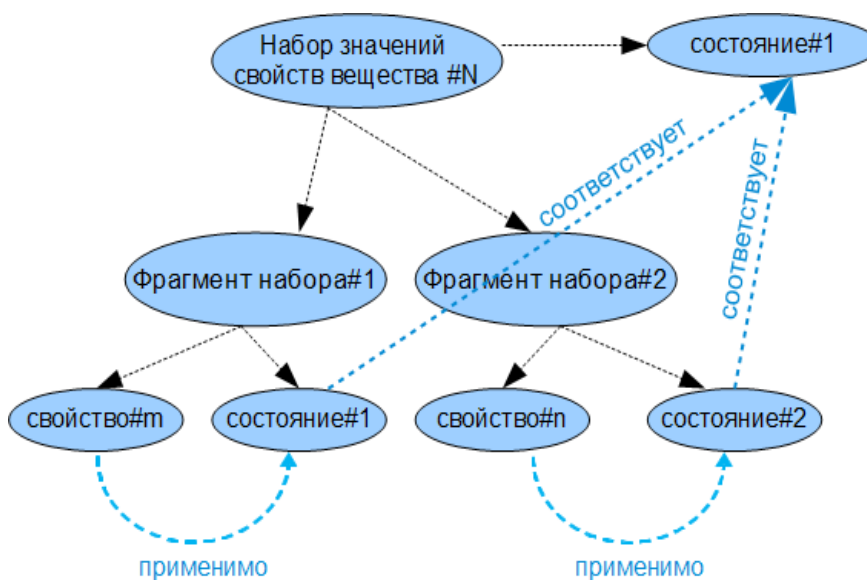 Набор значений
свойств вещества #N
состояние#1
соответствует
соответствует
Фрагмент набора#1
Фрагмент набора#2
свойство#m
состояние#1
свойство#n
состояние#2
применимо
применимо